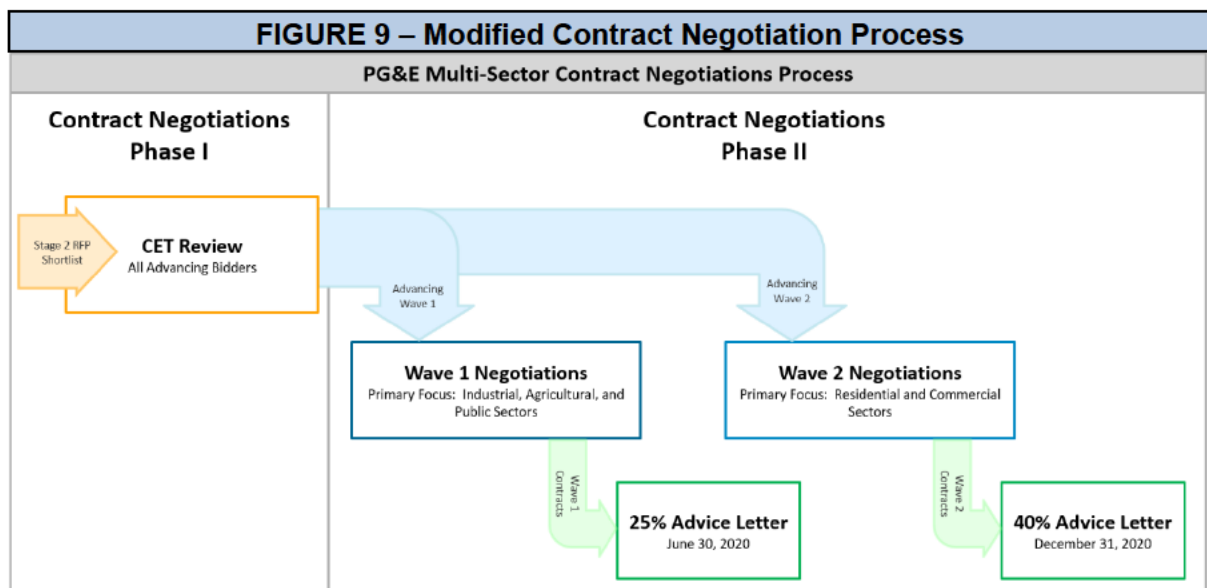 FIGURE 9 – Modified Contract Negotiation Process
PG&E Multi-Sector Contract Negotiations Process
Contract Negotiations
Phase I
Contract Negotiations
Phase II
Stage 2 RFP
Shortlist
CET Review
All Advancing Bidders
Advancing
Wave 1
Advancing
Wave 2
Wave 1 Negotiations
Primary Focus: Industrial, Agricultural, and
Public Sectors
Wave 2 Negotiations
Primary Focus: Residential and Commercial
Sectors
Wave 1
Contracts
25% Advice Letter
June 30, 2020
Wave 2
Contracts
40% Advice Letter
December 31, 2020